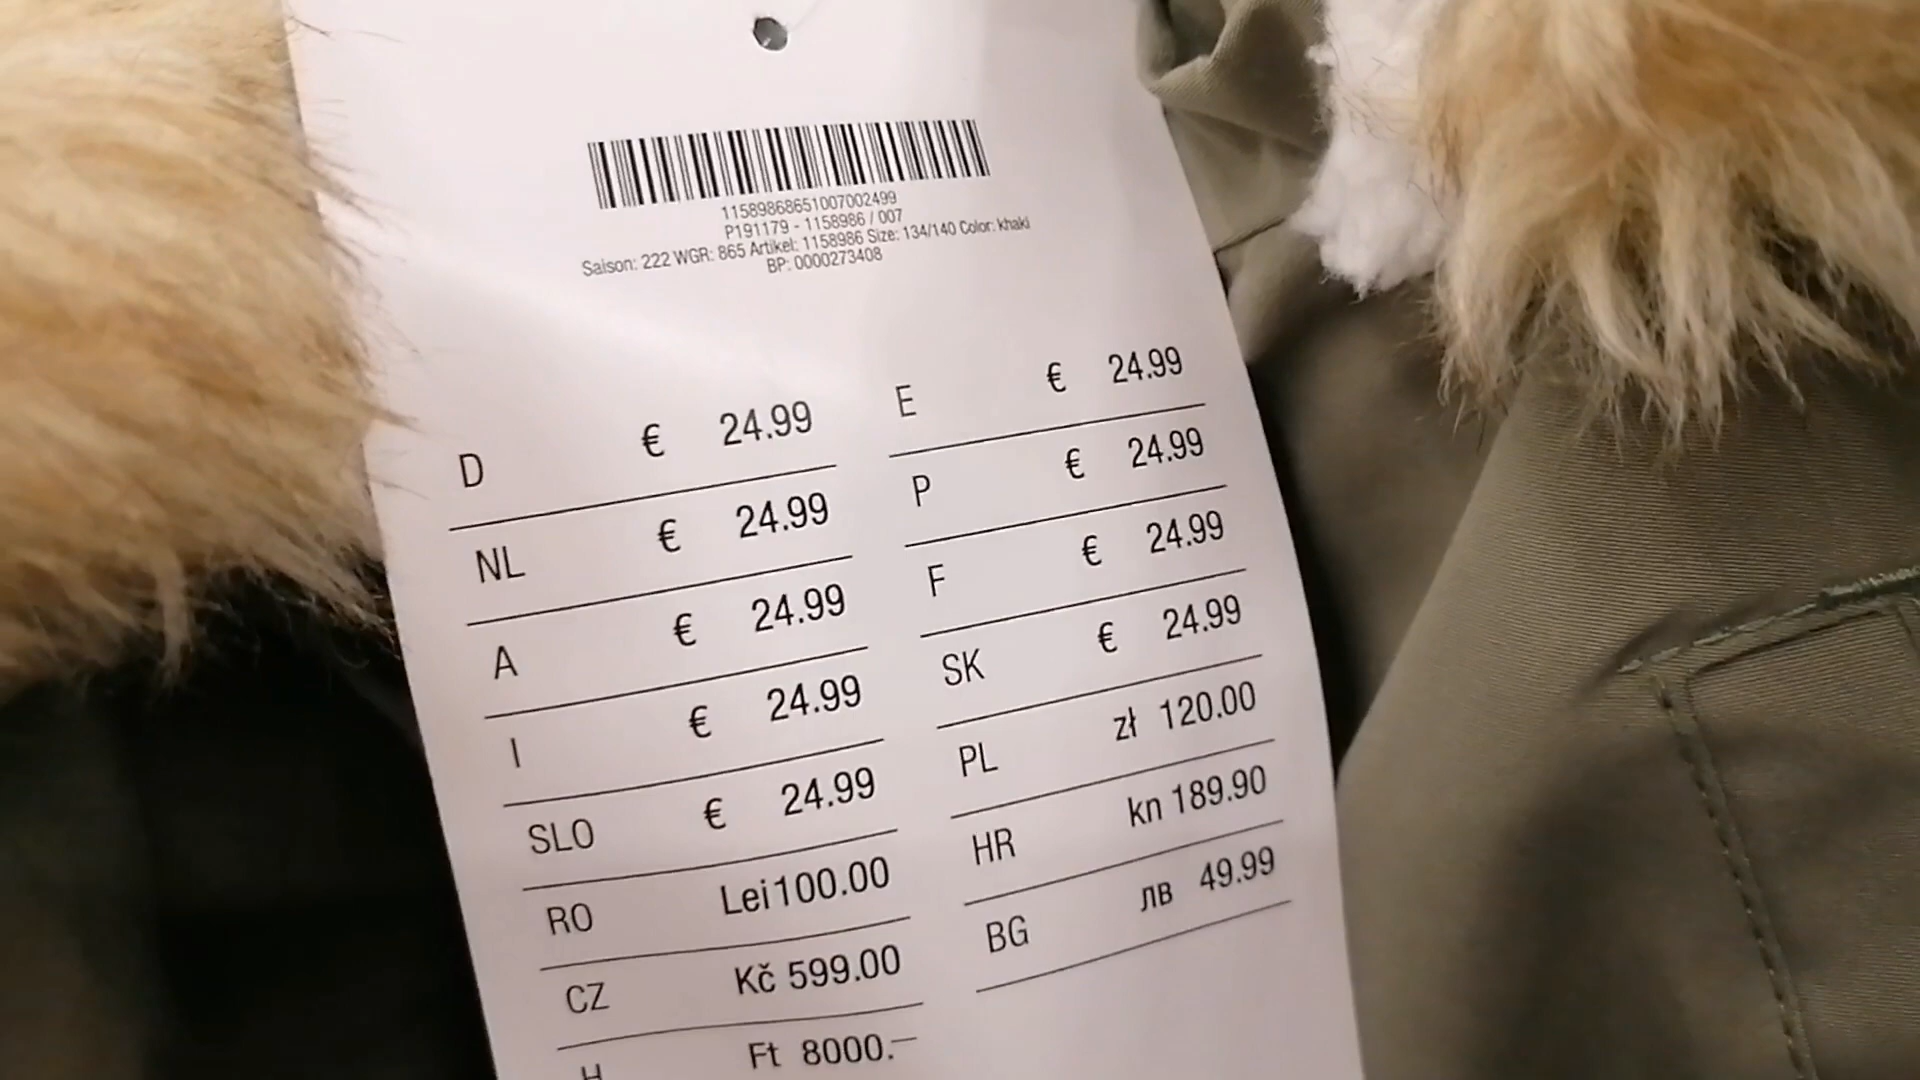 11589868651007002499
P191179 - 1158986 / 007
Saison: 222 WGR: 865 Artikel: 1158986 Size: 134/140 Color: khaki
BP: 0000273408
D € 24.99
NL € 24.99
A € 24.99
I € 24.99
SLO € 24.99
RO Lei 100.00
CZ Kč 599.00
H Ft 8000.–
E € 24.99
P € 24.99
F € 24.99
SK € 24.99
PL zł 120.00
HR kn 189.90
BG лв 49.99